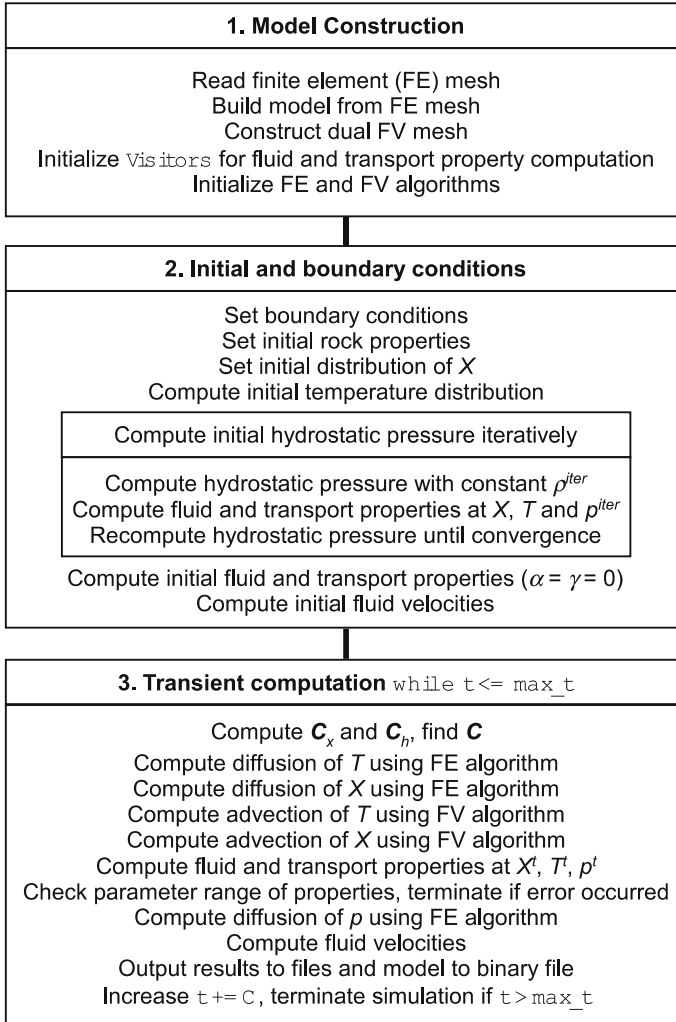 1. Model Construction
Read finite element (FE) mesh
Build model from FE mesh
Construct dual FV mesh
Initialize Visitors for fluid and transport property computation
Initialize FE and FV algorithms
2. Initial and boundary conditions
Set boundary conditions
Set initial rock properties
Set initial distribution of X
Compute initial temperature distribution
Compute initial hydrostatic pressure iteratively
Compute hydrostatic pressure with constant ρ^iter
Compute fluid and transport properties at X, T and p^iter
Recompute hydrostatic pressure until convergence
Compute initial fluid and transport properties (α = γ = 0)
Compute initial fluid velocities
3. Transient computation while t<= max_t
Compute C_x and C_h, find C
Compute diffusion of T using FE algorithm
Compute diffusion of X using FE algorithm
Compute advection of T using FV algorithm
Compute advection of X using FV algorithm
Compute fluid and transport properties at X^t, T^t, p^t
Check parameter range of properties, terminate if error occurred
Compute diffusion of p using FE algorithm
Compute fluid velocities
Output results to files and model to binary file
Increase t += C, terminate simulation if t> max_t